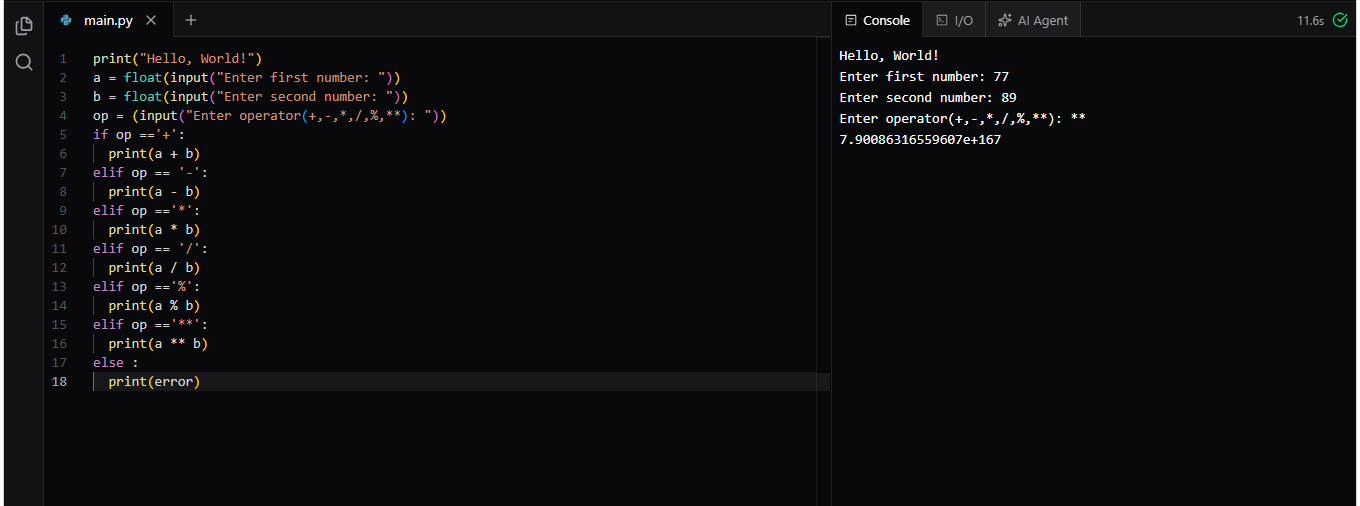 main.py
1 print("Hello, World!")
2 a = float(input("Enter first number: "))
3 b = float(input("Enter second number: "))
4 op = (input("Enter operator(+,-,*,/,%,**): "))
5 if op =='+':
6   print(a + b)
7 elif op == '-':
8   print(a - b)
9 elif op =='*':
10   print(a * b)
11 elif op == '/':
12   print(a / b)
13 elif op =='%':
14   print(a % b)
15 elif op =='**':
16   print(a ** b)
17 else :
18   print(error)
Console I/O AI Agent 11.6s
Hello, World!
Enter first number: 77
Enter second number: 89
Enter operator(+,-,*,/,%,**): **
7.90086316559607e+167